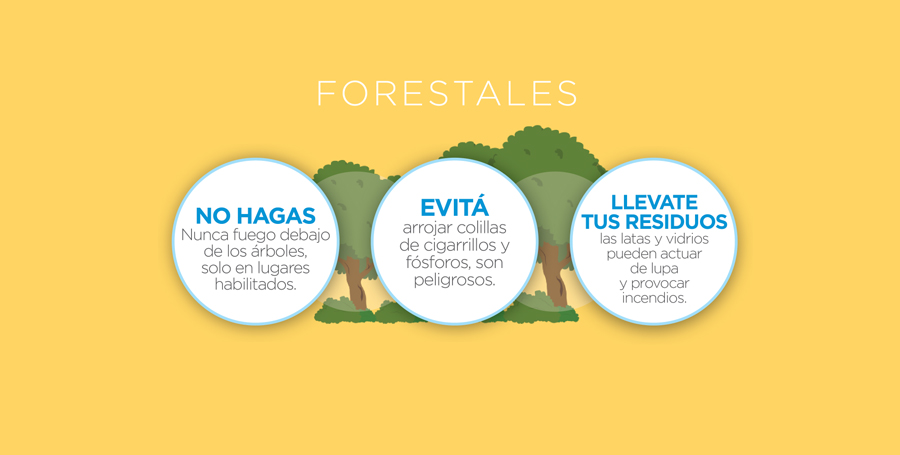 FORESTALES
NO HAGAS
Nunca fuego debajo
de los árboles,
solo en lugares
habilitados.
EVITÁ
arrojar colillas
de cigarrillos y
fósforos, son
peligrosos.
LLEVATE
TUS RESIDUOS
las latas y vidrios
pueden actuar
de lupa
y provocar
incendios.